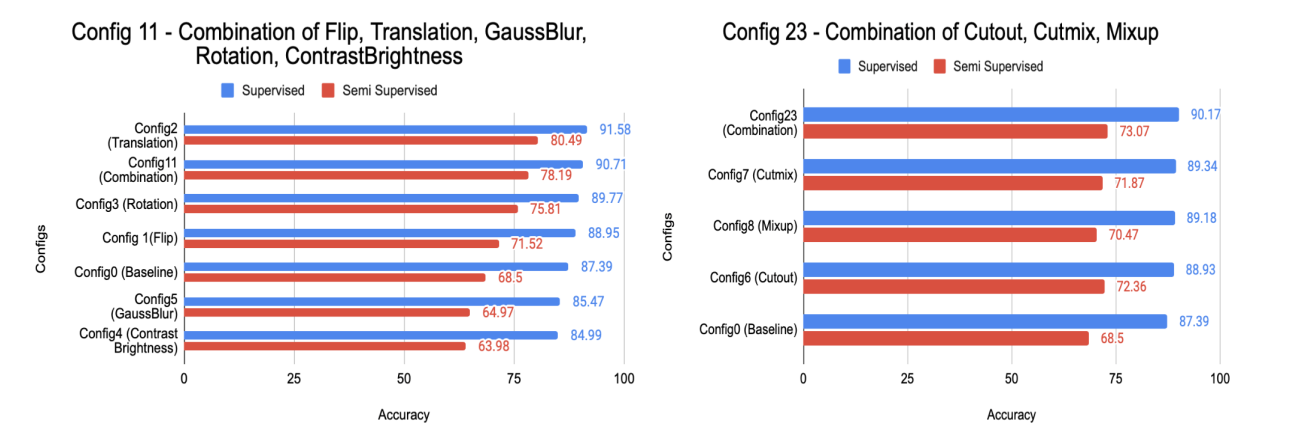 Config 11 - Combination of Flip, Translation, GaussBlur,
Rotation, ContrastBrightness
Supervised
Semi Supervised
Configs
Config2
(Translation)
91.58
80.49
Config11
(Combination)
90.71
78.19
Config3 (Rotation)
89.77
75.81
Config 1(Flip)
88.95
71.52
Config0 (Baseline)
87.39
68.5
Config5
(GaussBlur)
85.47
64.97
Config4 (Contrast
Brightness)
84.99
63.98
0
25
50
75
100
Accuracy
Config 23 - Combination of Cutout, Cutmix, Mixup
Supervised
Semi Supervised
Configs
Config23
(Combination)
90.17
73.07
Config7 (Cutmix)
89.34
71.87
Config8 (Mixup)
89.18
70.47
Config6 (Cutout)
88.93
72.36
Config0 (Baseline)
87.39
68.5
0
25
50
75
100
Accuracy